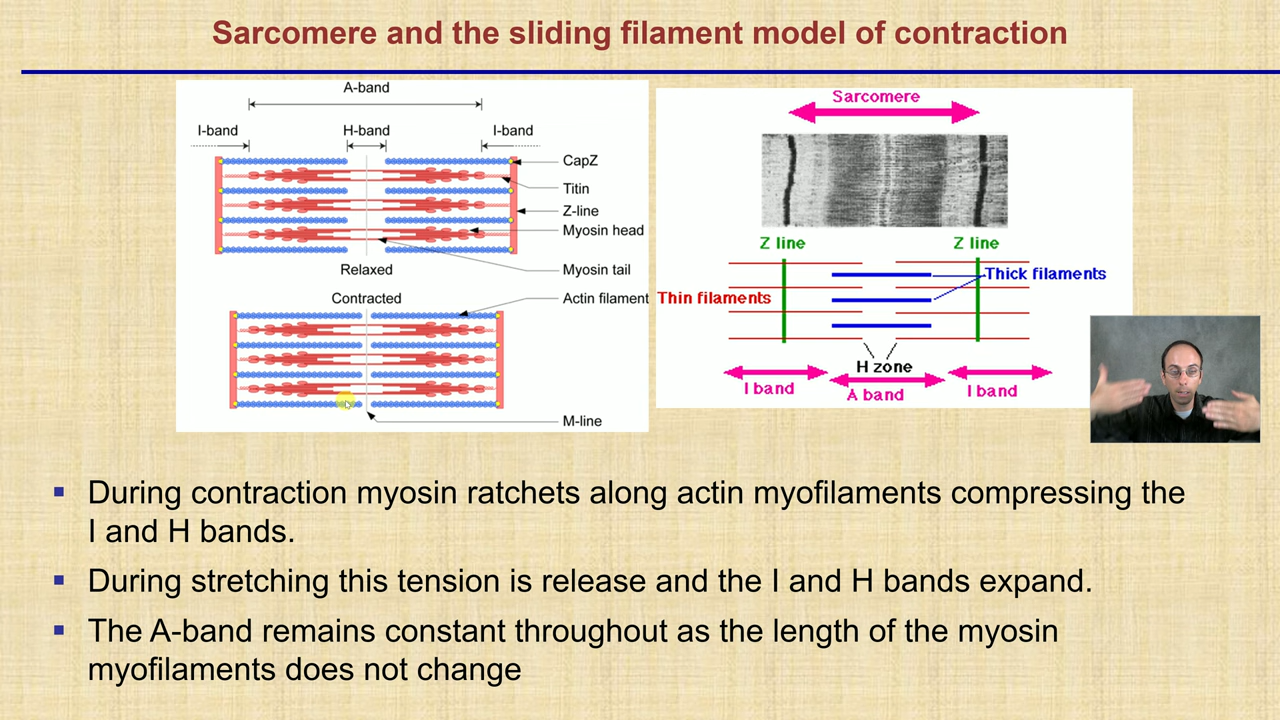 Sarcomere and the sliding filament model of contraction
A-band
I-band
H-band
I-band
CapZ
Titin
Z-line
Myosin head
Myosin tail
Relaxed
Contracted
Actin filament
M-line
Sarcomere
Z line
Z line
Thick filaments
Thin filaments
H zone
I band
A band
I band
During contraction myosin ratchets along actin myofilaments compressing the
I and H bands.
During stretching this tension is release and the I and H bands expand.
The A-band remains constant throughout as the length of the myosin
myofilaments does not change